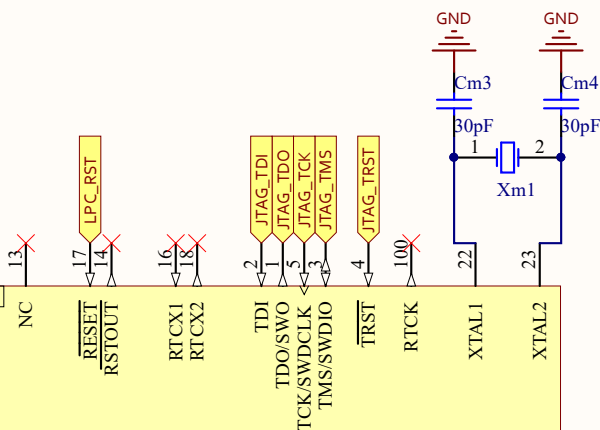 GND
GND
Cm3
Cm4
30pF
30pF
1
2
Xm1
LPC_RST
JTAG_TDI
JTAG_TDO
JTAG_TCK
JTAG_TMS
JTAG_TRST
13
17
14
16
18
2
1
5
3
4
100
22
23
NC
RESET
RSTOUT
RTCX1
RTCX2
TDI
TDO/SWO
TCK/SWDCLK
TMS/SWDIO
TRST
RTCK
XTAL1
XTAL2